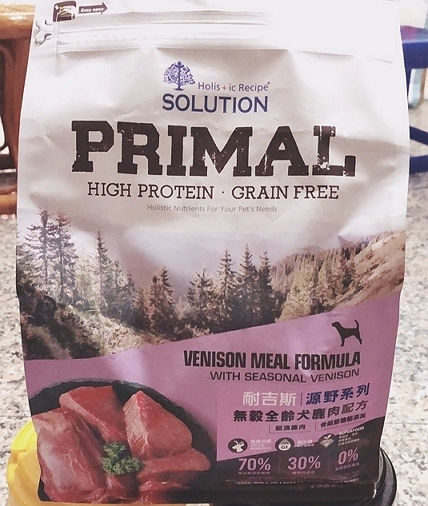 Easy open
Holistic Recipe®
SOLUTION
PRIMAL
HIGH PROTEIN · GRAIN FREE
Holistic Nutrients For Your Pet's Needs
VENISON MEAL FORMULA
WITH SEASONAL VENISON
耐吉斯 源野系列
無穀全齡犬鹿肉配方
70% 30% 0%